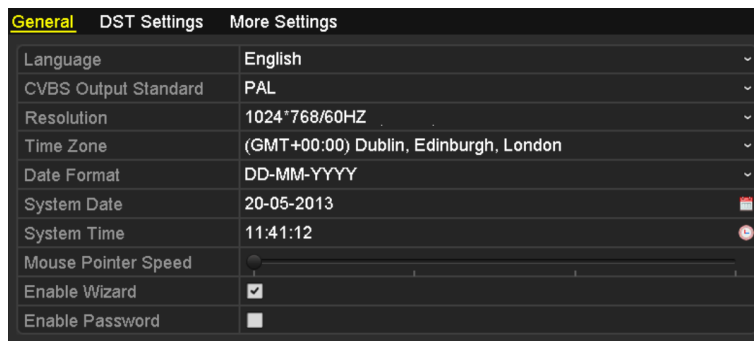 General DST Settings More Settings
Language English
CVBS Output Standard PAL
Resolution 1024*768/60HZ
Time Zone (GMT+00:00) Dublin, Edinburgh, London
Date Format DD-MM-YYYY
System Date 20-05-2013
System Time 11:41:12
Mouse Pointer Speed
Enable Wizard
Enable Password